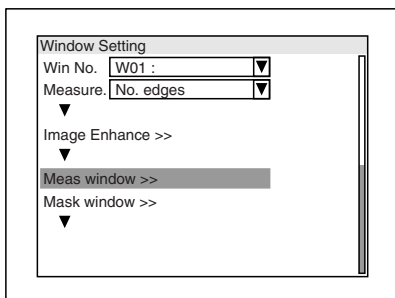 Window Setting
Win No. W01 :
Measure. No. edges
Image Enhance >>
Meas window >>
Mask window >>